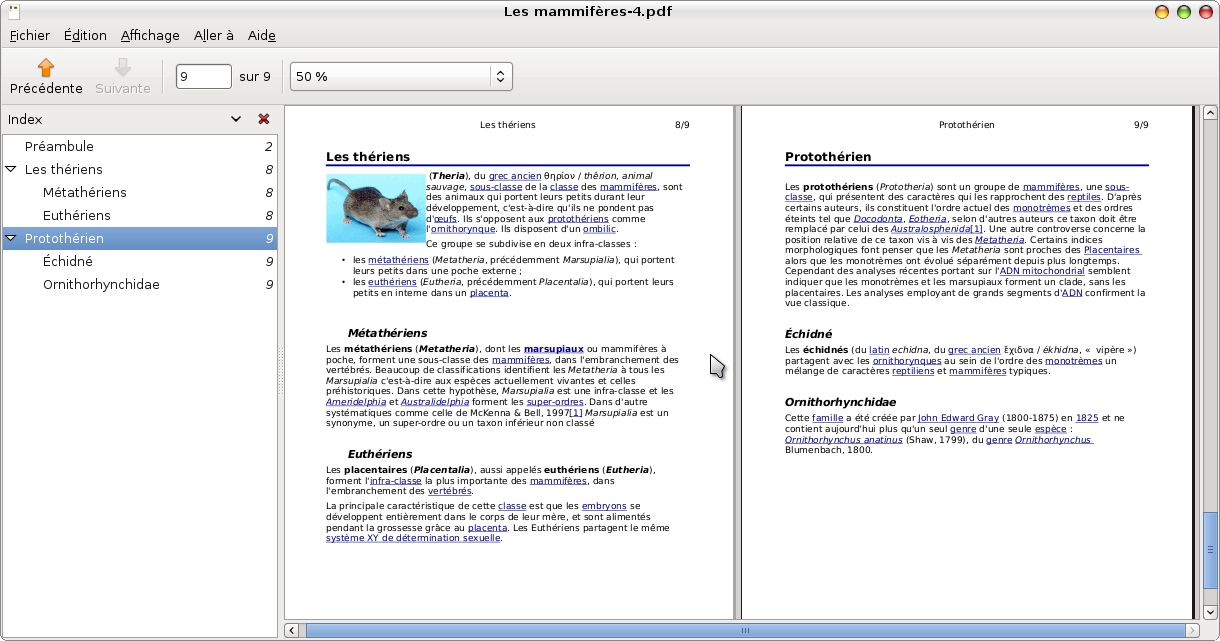 Les mammifères-4.pdf
Fichier Édition Affichage Aller à Aide
Précédente Suivante 9 sur 9 50 %
Index
Préambule 2
Les thériens 8
Métathériens 8
Euthériens 8
Protothérien 9
Échidné 9
Ornithorhynchidae 9
Les thériens 8/9
Les thériens
(Theria), du grec ancien θηρίον / thērion, animal
sauvage, sous-classe de la classe des mammifères, sont
des animaux qui portent leurs petits durant leur
développement, c'est-à-dire qu'ils ne pondent pas
d'œufs. Ils s'opposent aux protothériens comme
l'ornithorynque. Ils disposent d'un ombilic.
Ce groupe se subdivise en deux infra-classes :
• les métathériens (Metatheria, précédemment Marsupialia), qui portent
leurs petits dans une poche externe ;
• les euthériens (Eutheria, précédemment Placentalia), qui portent leurs
petits en interne dans un placenta.
Métathériens
Les métathériens (Metatheria), dont les marsupiaux ou mammifères à
poche, forment une sous-classe des mammifères, dans l'embranchement des
vertébrés. Beaucoup de classifications identifient les Metatheria à tous les
Marsupialia c'est-à-dire aux espèces actuellement vivantes et celles
préhistoriques. Dans cette hypothèse, Marsupialia est une infra-classe et les
Ameridelphia et Australidelphia forment les super-ordres. Dans d'autre
systématiques comme celle de McKenna & Bell, 1997[1] Marsupialia est un
synonyme, un super-ordre ou un taxon inférieur non classé
Euthériens
Les placentaires (Placentalia), aussi appelés euthériens (Eutheria),
forment l'infra-classe la plus importante des mammifères, dans
l'embranchement des vertébrés.
La principale caractéristique de cette classe est que les embryons se
développent entièrement dans le corps de leur mère, et sont alimentés
pendant la grossesse grâce au placenta. Les Euthériens partagent le même
système XY de détermination sexuelle.
Protothérien 9/9
Protothérien
Les protothériens (Prototheria) sont un groupe de mammifères, une sous-
classe, qui présentent des caractères qui les rapprochent des reptiles. D'après
certains auteurs, ils constituent l'ordre actuel des monotrèmes et des ordres
éteints tel que Docodonta, Eotheria, selon d'autres auteurs ce taxon doit être
remplacé par celui des Australosphenida[1]. Une autre controverse concerne la
position relative de ce taxon vis à vis des Metatheria. Certains indices
morphologiques font penser que les Metatheria sont proches des Placentaires
alors que les monotrèmes ont évolué séparément depuis plus longtemps.
Cependant des analyses récentes portant sur l'ADN mitochondrial semblent
indiquer que les monotrèmes et les marsupiaux forment un clade, sans les
placentaires. Les analyses employant de grands segments d'ADN confirment la
vue classique.
Échidné
Les échidnés (du latin echidna, du grec ancien ἔχιδνα / ékhidna, « vipère »)
partagent avec les ornithorynques au sein de l'ordre des monotrèmes un
mélange de caractères reptiliens et mammifères typiques.
Ornithorhynchidae
Cette famille a été créée par John Edward Gray (1800-1875) en 1825 et ne
contient aujourd'hui plus qu'un seul genre d'une seule espèce :
Ornithorhynchus anatinus (Shaw, 1799), du genre Ornithorhynchus
Blumenbach, 1800.